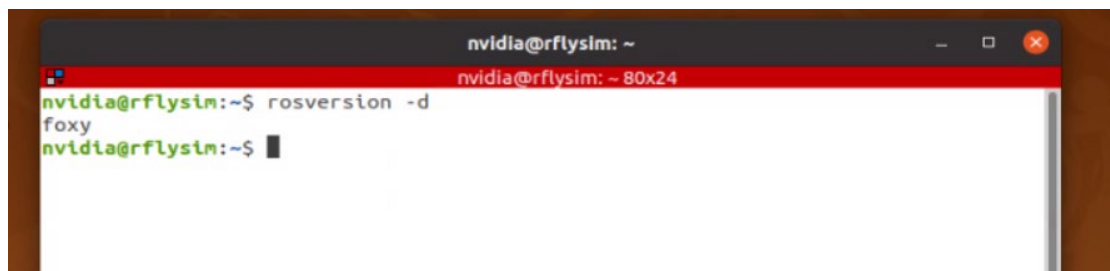 nvidia@rflysim: ~
nvidia@rflysim: ~ 80x24
nvidia@rflysim:~$ rosversion -d
foxy
nvidia@rflysim:~$